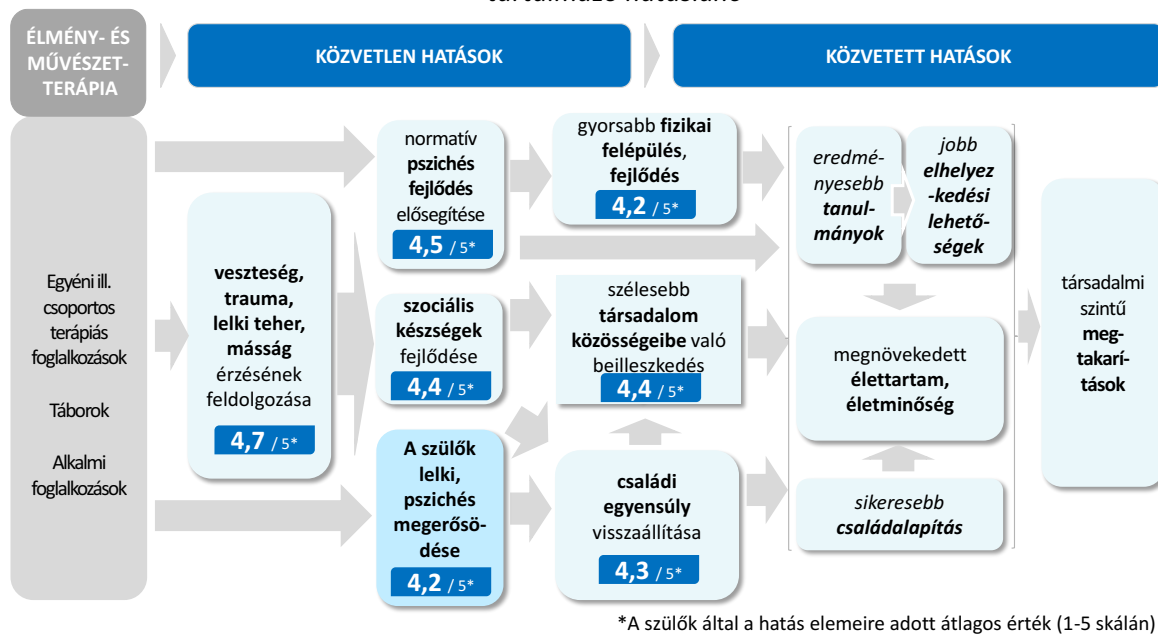 ÉLMÉNY- ÉS
MŰVÉSZET-
TERÁPIA
KÖZVETLEN HATÁSOK
KÖZVETETT HATÁSOK
Egyéni ill.
csoportos
terápiás
foglalkozások
Táborok
Alkalmi
foglalkozások
veszteség,
trauma,
lelki teher,
másság
érzésének
feldolgozása
4,7 / 5*
normatív
pszichés
fejlődés
elősegítése
4,5 / 5*
szociális
készségek
fejlődése
4,4 / 5*
A szülők
lelki,
pszichés
megerősö-
dése
4,2 / 5*
gyorsabb fizikai
felépülés,
fejlődés
4,2 / 5*
szélesebb
társadalom
közösségeibe való
beilleszkedés
4,4 / 5*
családi
egyensúly
visszaállítása
4,3 / 5*
eredmé-
nyesebb
tanul-
mányok
jobb
elhelyez
-kedési
lehető-
ségek
megnövekedett
élettartam,
életminőség
sikeresebb
családalapítás
társadalmi
szintű
meg-
takarí-
tások
*A szülők által a hatás elemeire adott átlagos érték (1-5 skálán)